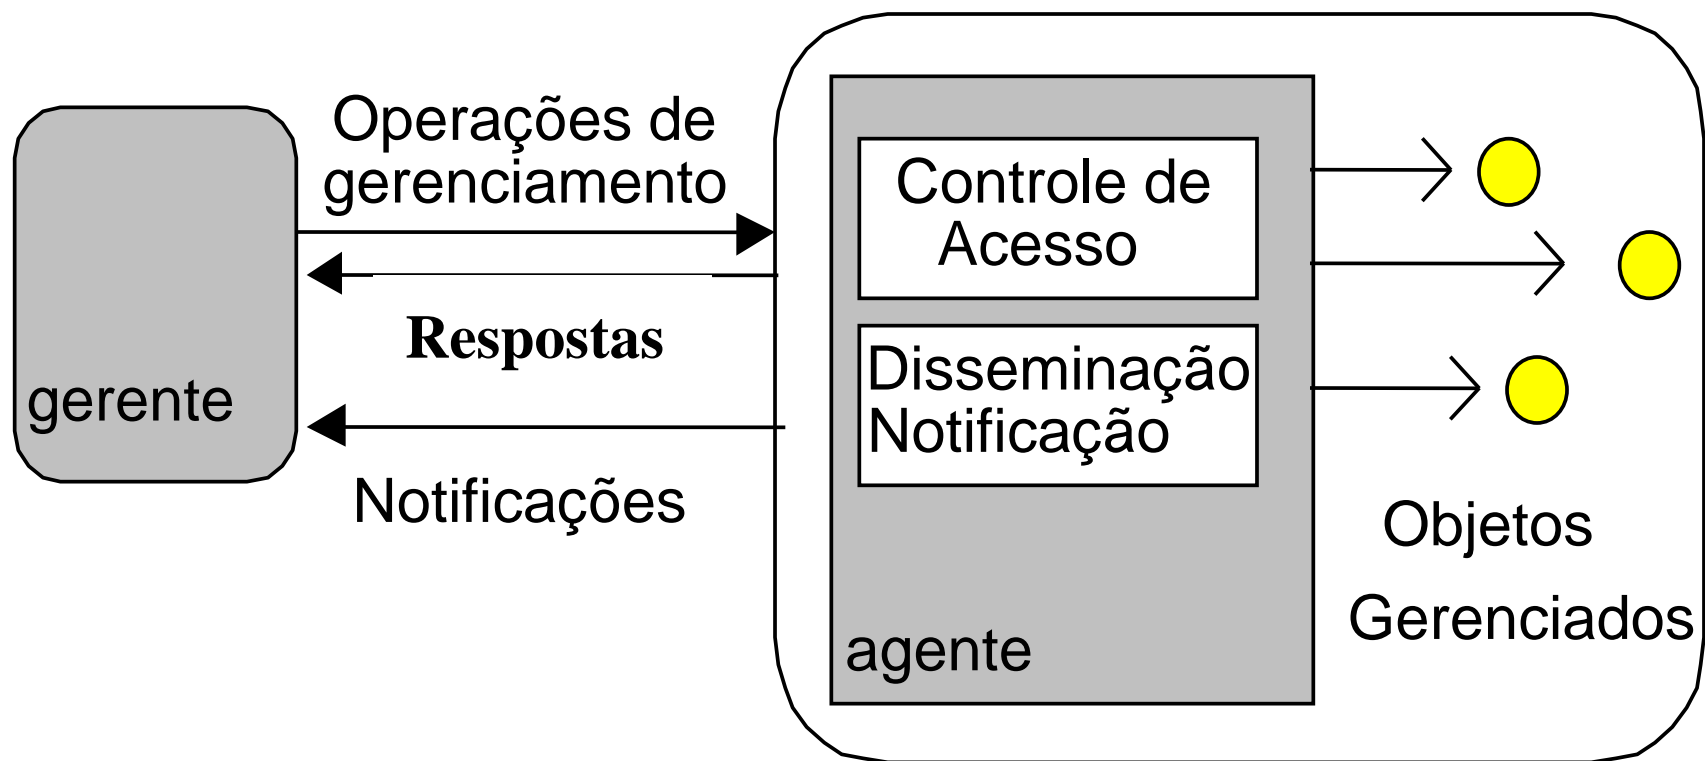 Operações de
gerenciamento
Respostas
gerente
Notificações
Controle de
Acesso
Disseminação
Notificação
agente
Objetos
Gerenciados